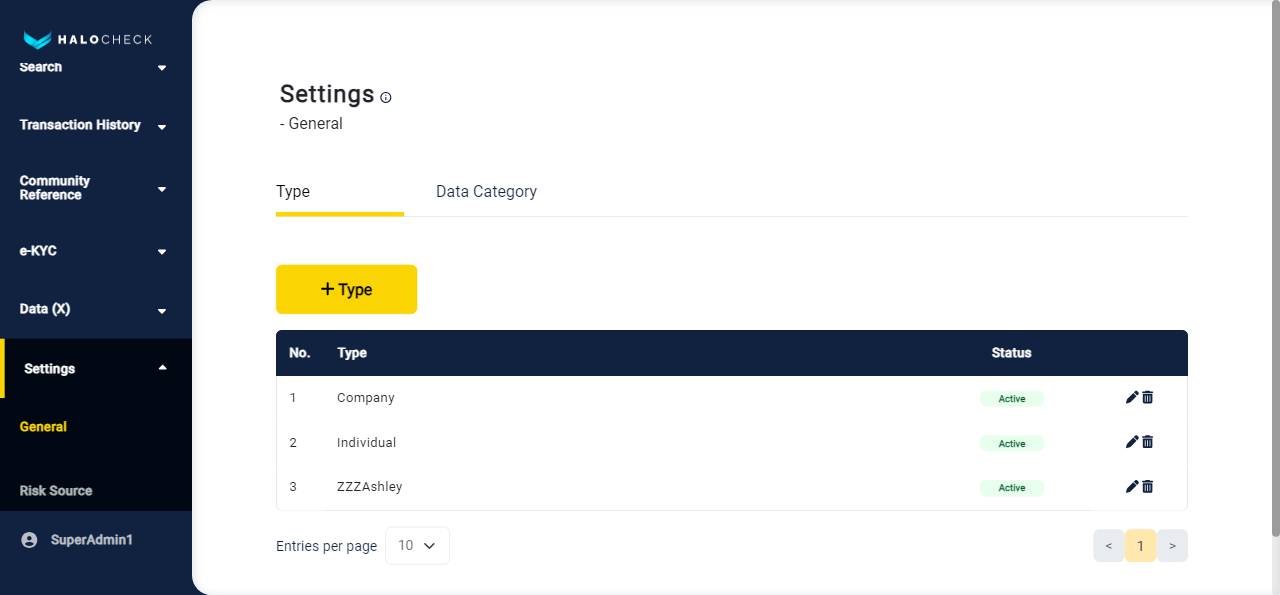 HALOCHECK
Search
Transaction History
Community
Reference
e-KYC
Data (X)
Settings
General
Risk Source
SuperAdmin1
Settings
- General
Type Data Category
+ Type
No. Type Status
1 Company Active
2 Individual Active
3 ZZZAshley Active
Entries per page 10
< 1 >